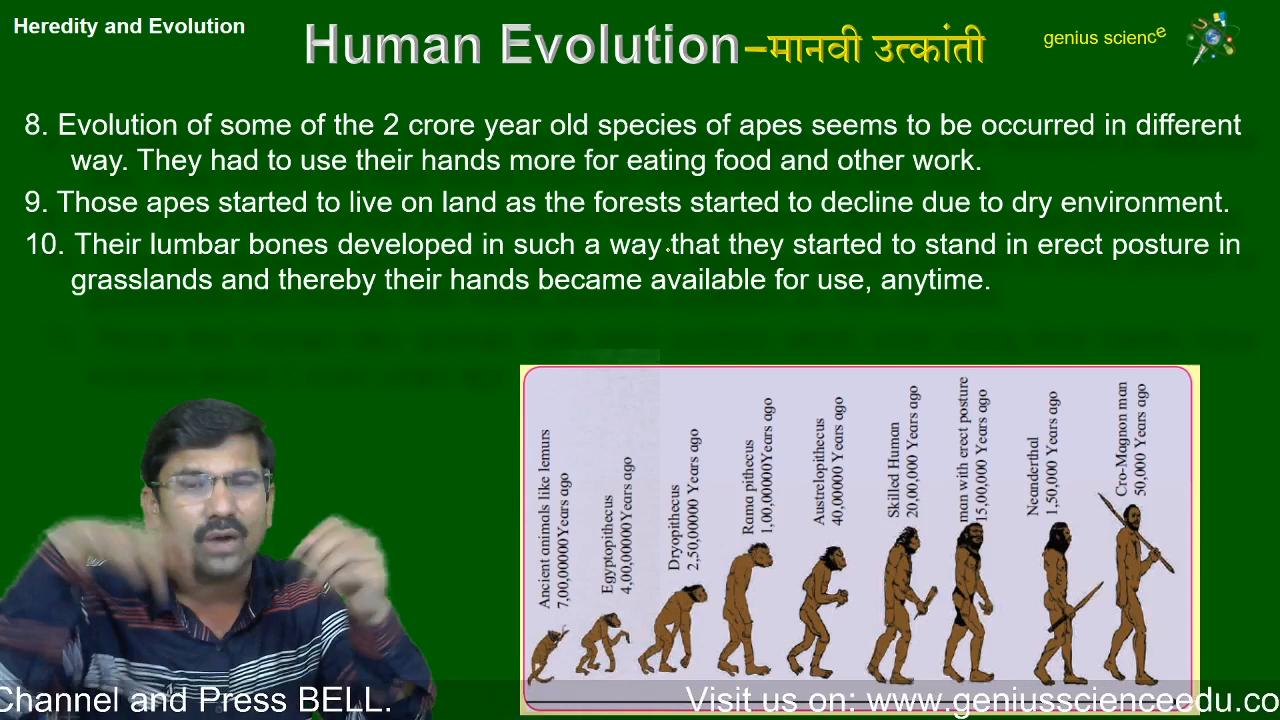 Heredity and Evolution
Human Evolution–मानवी उत्कांती
genius science
8. Evolution of some of the 2 crore year old species of apes seems to be occurred in different
way. They had to use their hands more for eating food and other work.
9. Those apes started to live on land as the forests started to decline due to dry environment.
10. Their lumbar bones developed in such a way that they started to stand in erect posture in
grasslands and thereby their hands became available for use, anytime.
Ancient animals like lemurs
7,00,00000Years ago
Egyptopithecus
4,00,00000Years ago
Dryopithecus
2,50,00000 Years ago
Rama pithecus
1,00,00000Years ago
Austrelopithecus
40,00000 Years ago
Skilled Human
20,00,000 Years ago
man with erect posture
15,00,000 Years ago
Neanderthal
1,50,000 Years ago
Cro-Magnon man
50,000 Years Ago
Channel and Press BELL.
Visit us on: www.geniusscienceedu.co